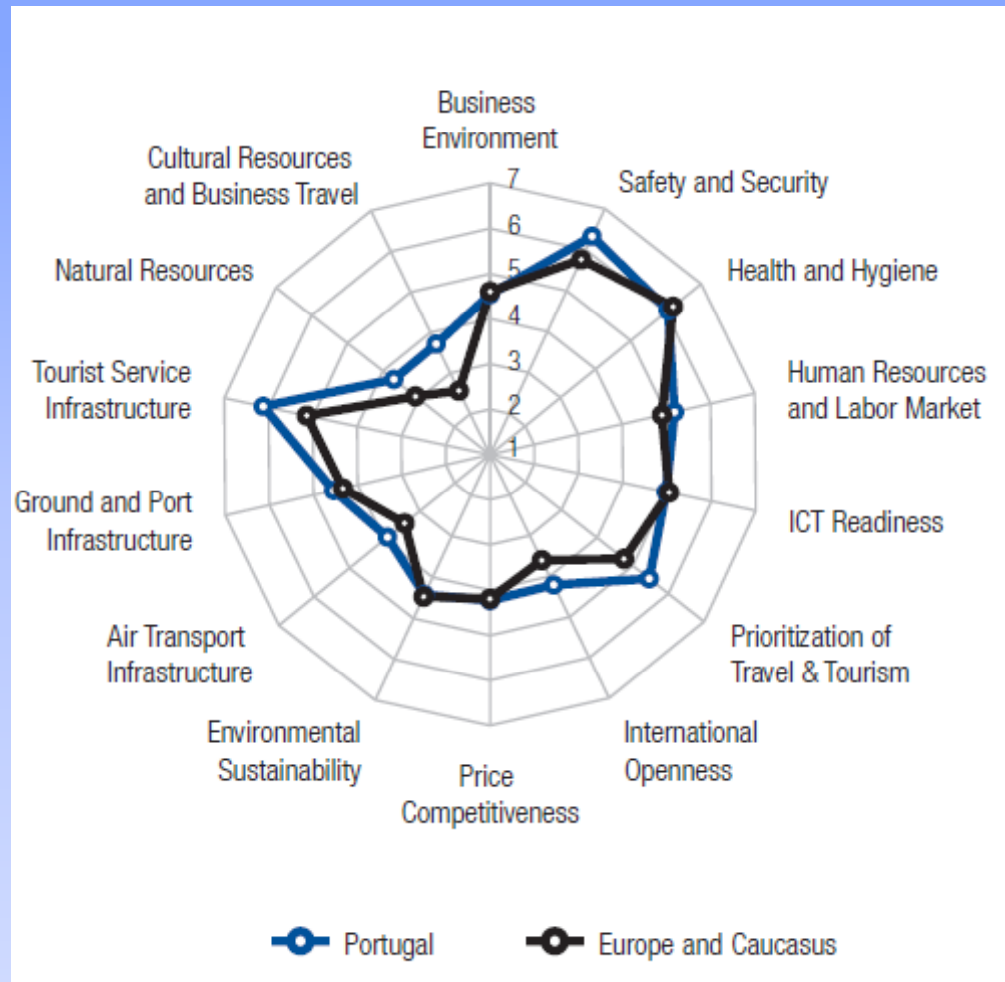 Business
Environment
Cultural Resources
and Business Travel
Safety and Security
Natural Resources
Health and Hygiene
Tourist Service
Infrastructure
Human Resources
and Labor Market
Ground and Port
Infrastructure
ICT Readiness
Air Transport
Infrastructure
Prioritization of
Travel & Tourism
Environmental
Sustainability
International
Openness
Price
Competitiveness
7
6
5
4
3
2
1
Portugal
Europe and Caucasus